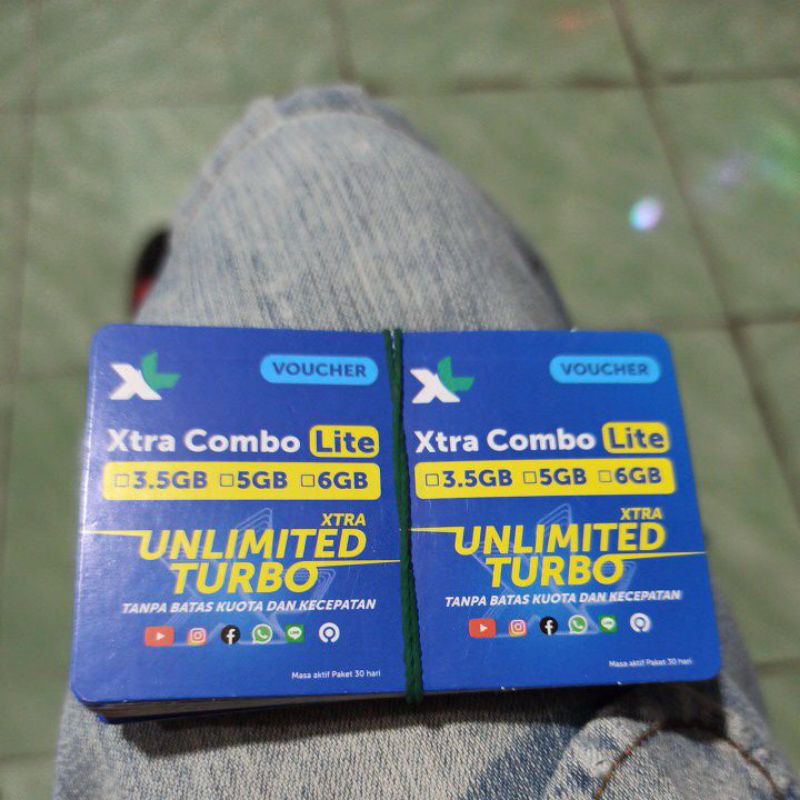 XL
VOUCHER
Xtra Combo Lite
3.5GB 5GB 6GB
XTRA
UNLIMITED
TURBO
TANPA BATAS KUOTA DAN KECEPATAN
Masa aktif Paket 30 hari
XL
VOUCHER
Xtra Combo Lite
3.5GB 5GB 6GB
XTRA
UNLIMITED
TURBO
TANPA BATAS KUOTA DAN KECEPATAN
Masa aktif Paket 30 hari